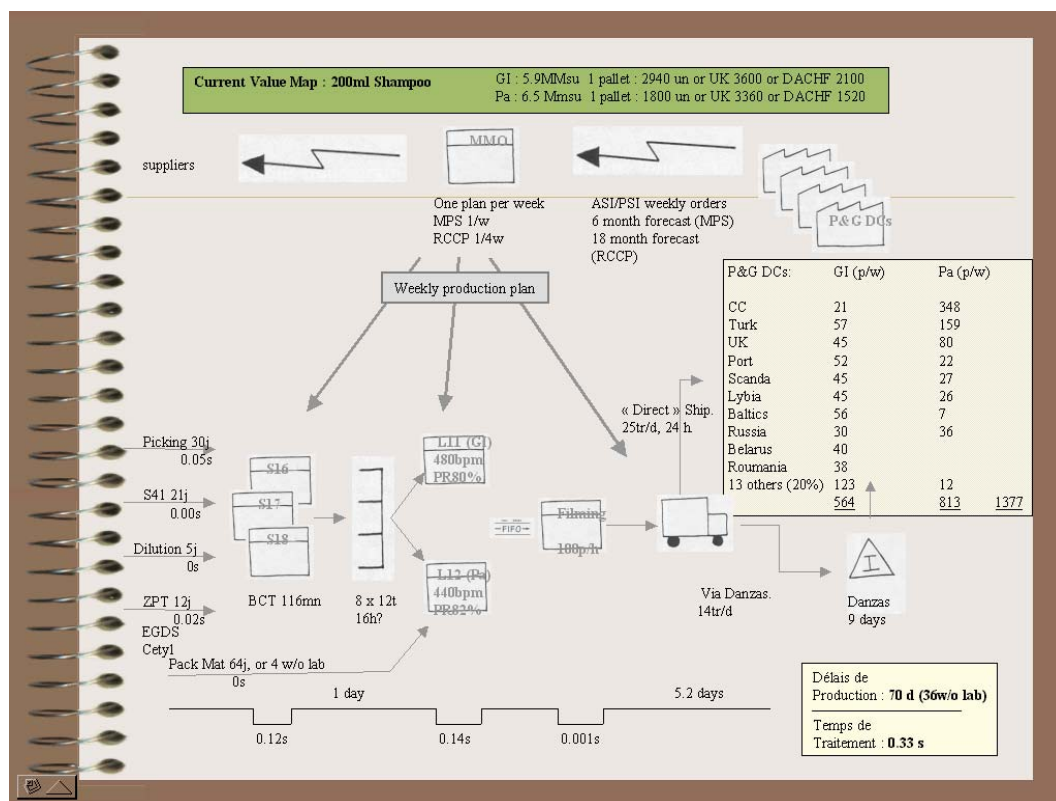 Current Value Map : 200ml Shampoo
GI : 5.9MMsu 1 pallet : 2940 un or UK 3600 or DACHF 2100
Pa : 6.5 Mmsu 1 pallet : 1800 un or UK 3360 or DACHF 1520
suppliers
MMO
P&G DCs
One plan per week
MPS 1/w
RCCP 1/4w
ASI/PSI weekly orders
6 month forecast (MPS)
18 month forecast
(RCCP)
Weekly production plan
P&G DCs: GI (p/w) Pa (p/w)
CC 21 348
Turk 57 159
UK 45 80
Port 52 22
Scanda 45 27
Lybia 45 26
Baltics 56 7
Russia 30 36
Belarus 40
Roumania 38
13 others (20%) 123 12
564 813 1377
« Direct » Ship.
25tr/d, 24 h
Picking 30j
0.05s
S41 21j
0.00s
Dilution 5j
0s
ZPT 12j
0.02s
EGDS
Cetyl
Pack Mat 64j, or 4 w/o lab
0s
S16
S17
S18
BCT 116mn
8 x 12t
16h?
L11 (GI)
480bpm
PR80%
L12 (Pa)
440bpm
PR82%
FIFO
Filming
100p/h
Via Danzas.
14tr/d
I
Danzas
9 days
1 day
5.2 days
0.12s
0.14s
0.001s
Délais de
Production : 70 d (36w/o lab)
Temps de
Traitement : 0.33 s